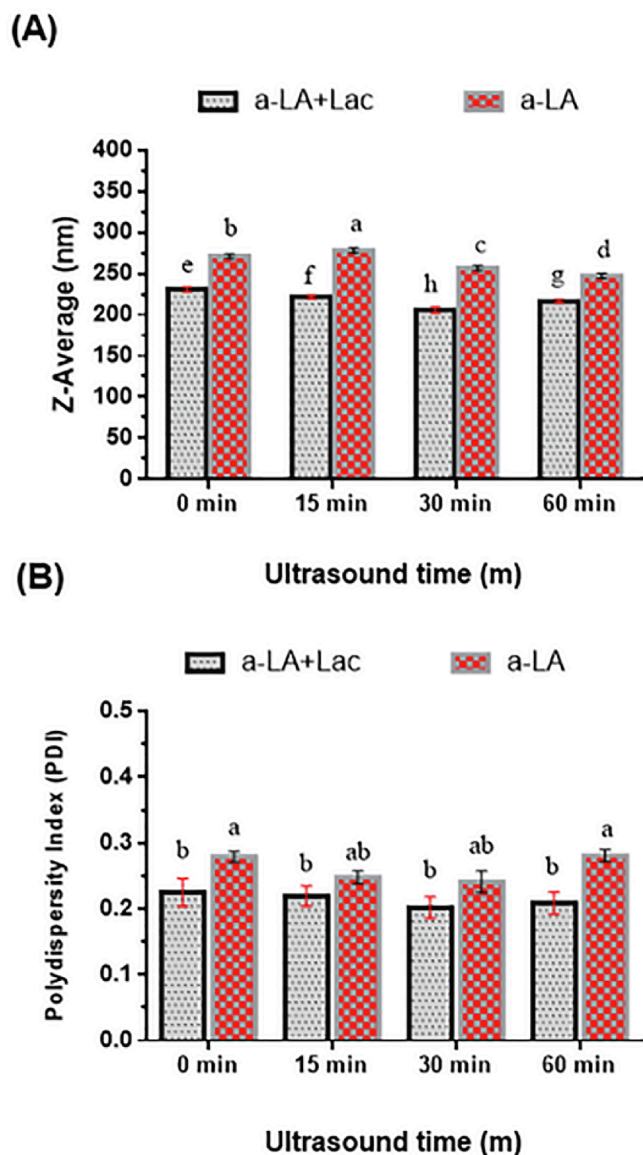 (A)
a-LA+Lac a-LA
Z-Average (nm)
400
350
300
250
200
150
100
50
0
e b f a h c g d
0 min 15 min 30 min 60 min
Ultrasound time (m)
(B)
a-LA+Lac a-LA
Polydispersity Index (PDI)
0.5
0.4
0.3
0.2
0.1
0.0
b a b ab b ab b a
0 min 15 min 30 min 60 min
Ultrasound time (m)